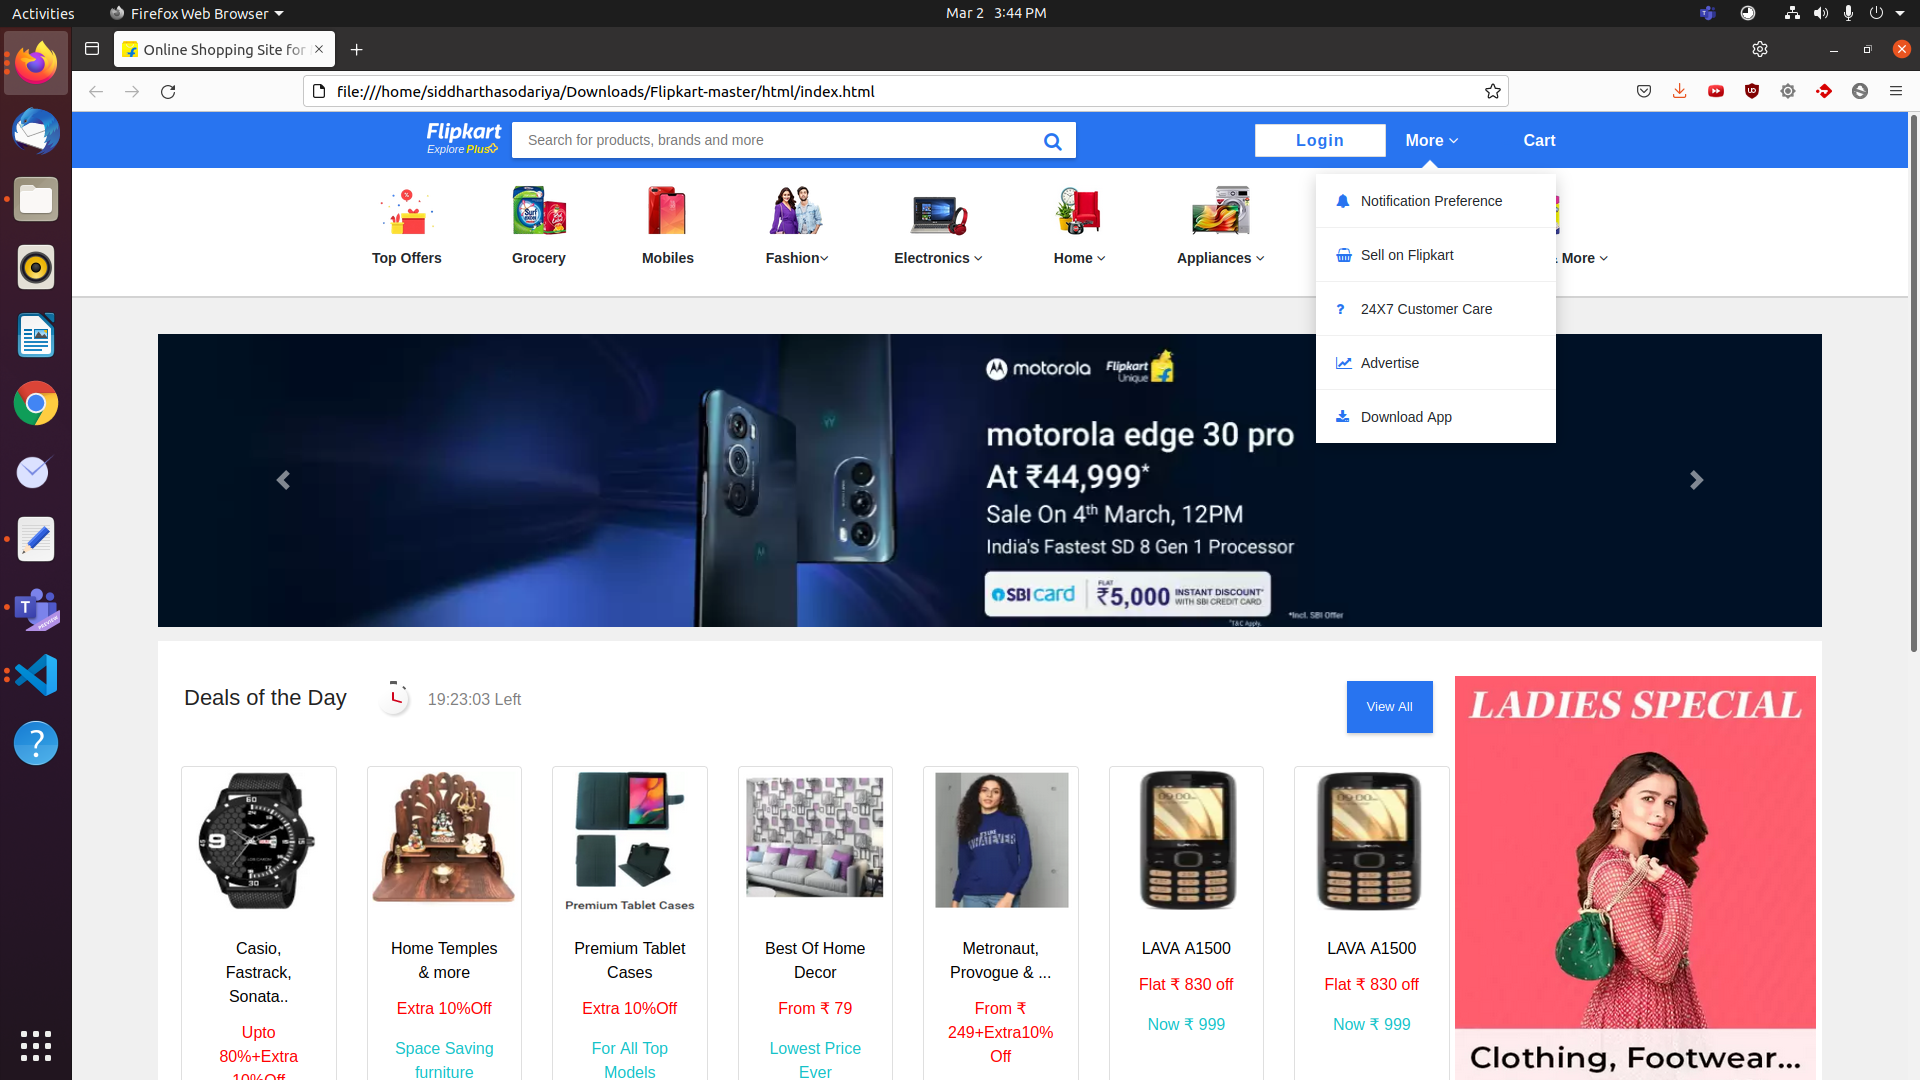 Activities
Firefox Web Browser
Mar 2 3:44 PM
Online Shopping Site for
file:///home/siddharthasodariya/Downloads/Flipkart-master/html/index.html
Flipkart
Explore Plus
Search for products, brands and more
Login
More
Cart
Top Offers
Grocery
Mobiles
Fashion
Electronics
Home
Appliances
& More
Notification Preference
Sell on Flipkart
24X7 Customer Care
Advertise
Download App
motorola
Flipkart
Unique
motorola edge 30 pro
At ₹44,999*
Sale On 4th March, 12PM
India's Fastest SD 8 Gen 1 Processor
SBI card
FLAT
₹5,000
INSTANT DISCOUNT*
WITH SBI CREDIT CARD
*T&C Apply.
*Incl. SBI Offer
Deals of the Day
19:23:03 Left
View All
LADIES SPECIAL
Premium Tablet Cases
WHATEVER
Casio,
Fastrack,
Sonata..
Upto
80%+Extra
10%Off
Home Temples
& more
Extra 10%Off
Space Saving
furniture
Premium Tablet
Cases
Extra 10%Off
For All Top
Models
Best Of Home
Decor
From ₹ 79
Lowest Price
Ever
Metronaut,
Provogue & ...
From ₹
249+Extra10%
Off
LAVA A1500
Flat ₹ 830 off
Now ₹ 999
LAVA A1500
Flat ₹ 830 off
Now ₹ 999
Clothing, Footwear...